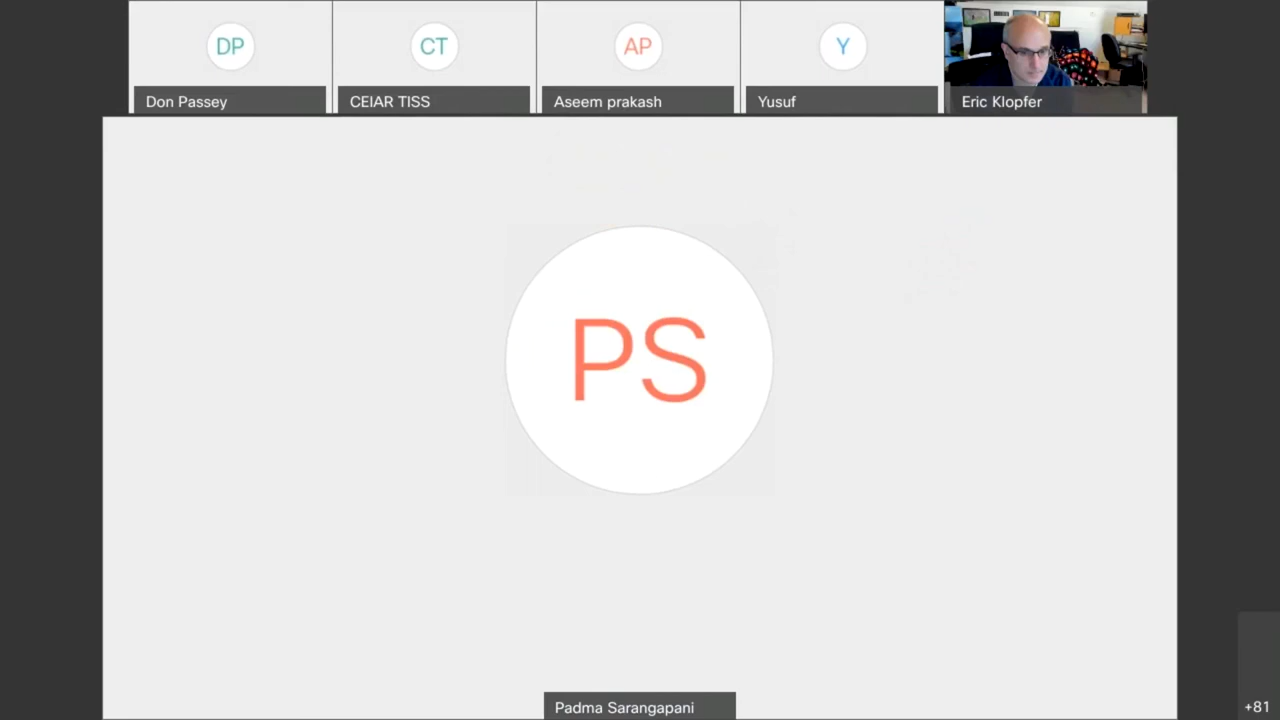 DP
CT
AP
Y
Don Passey
CEIAR TISS
Aseem prakash
Yusuf
Eric Klopfer
PS
Padma Sarangapani
+81